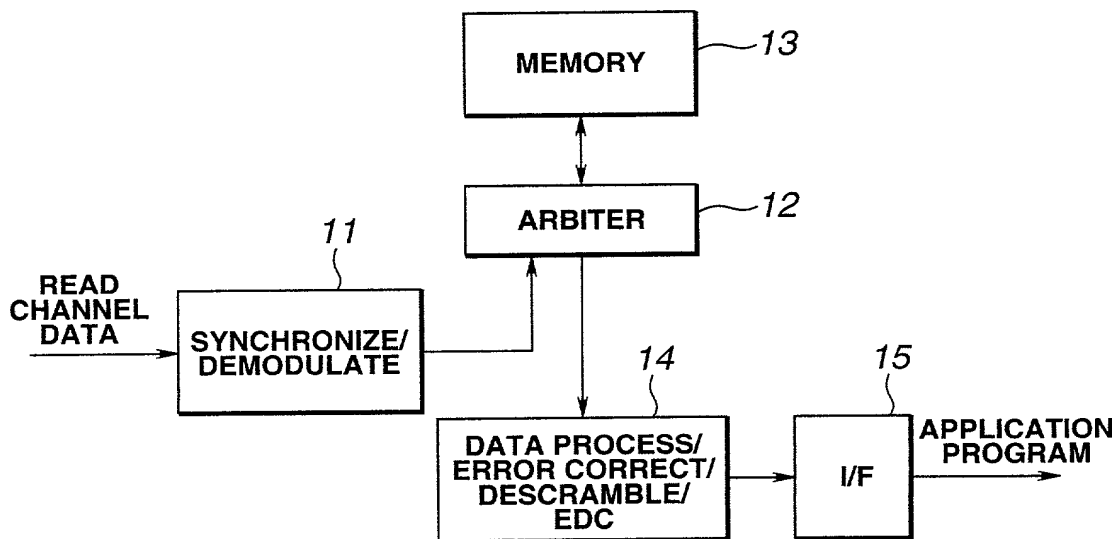 MEMORY
13
ARBITER
12
11
READ
CHANNEL
DATA
SYNCHRONIZE/
DEMODULATE
14
DATA PROCESS/
ERROR CORRECT/
DESCRAMBLE/
EDC
15
I/F
APPLICATION
PROGRAM